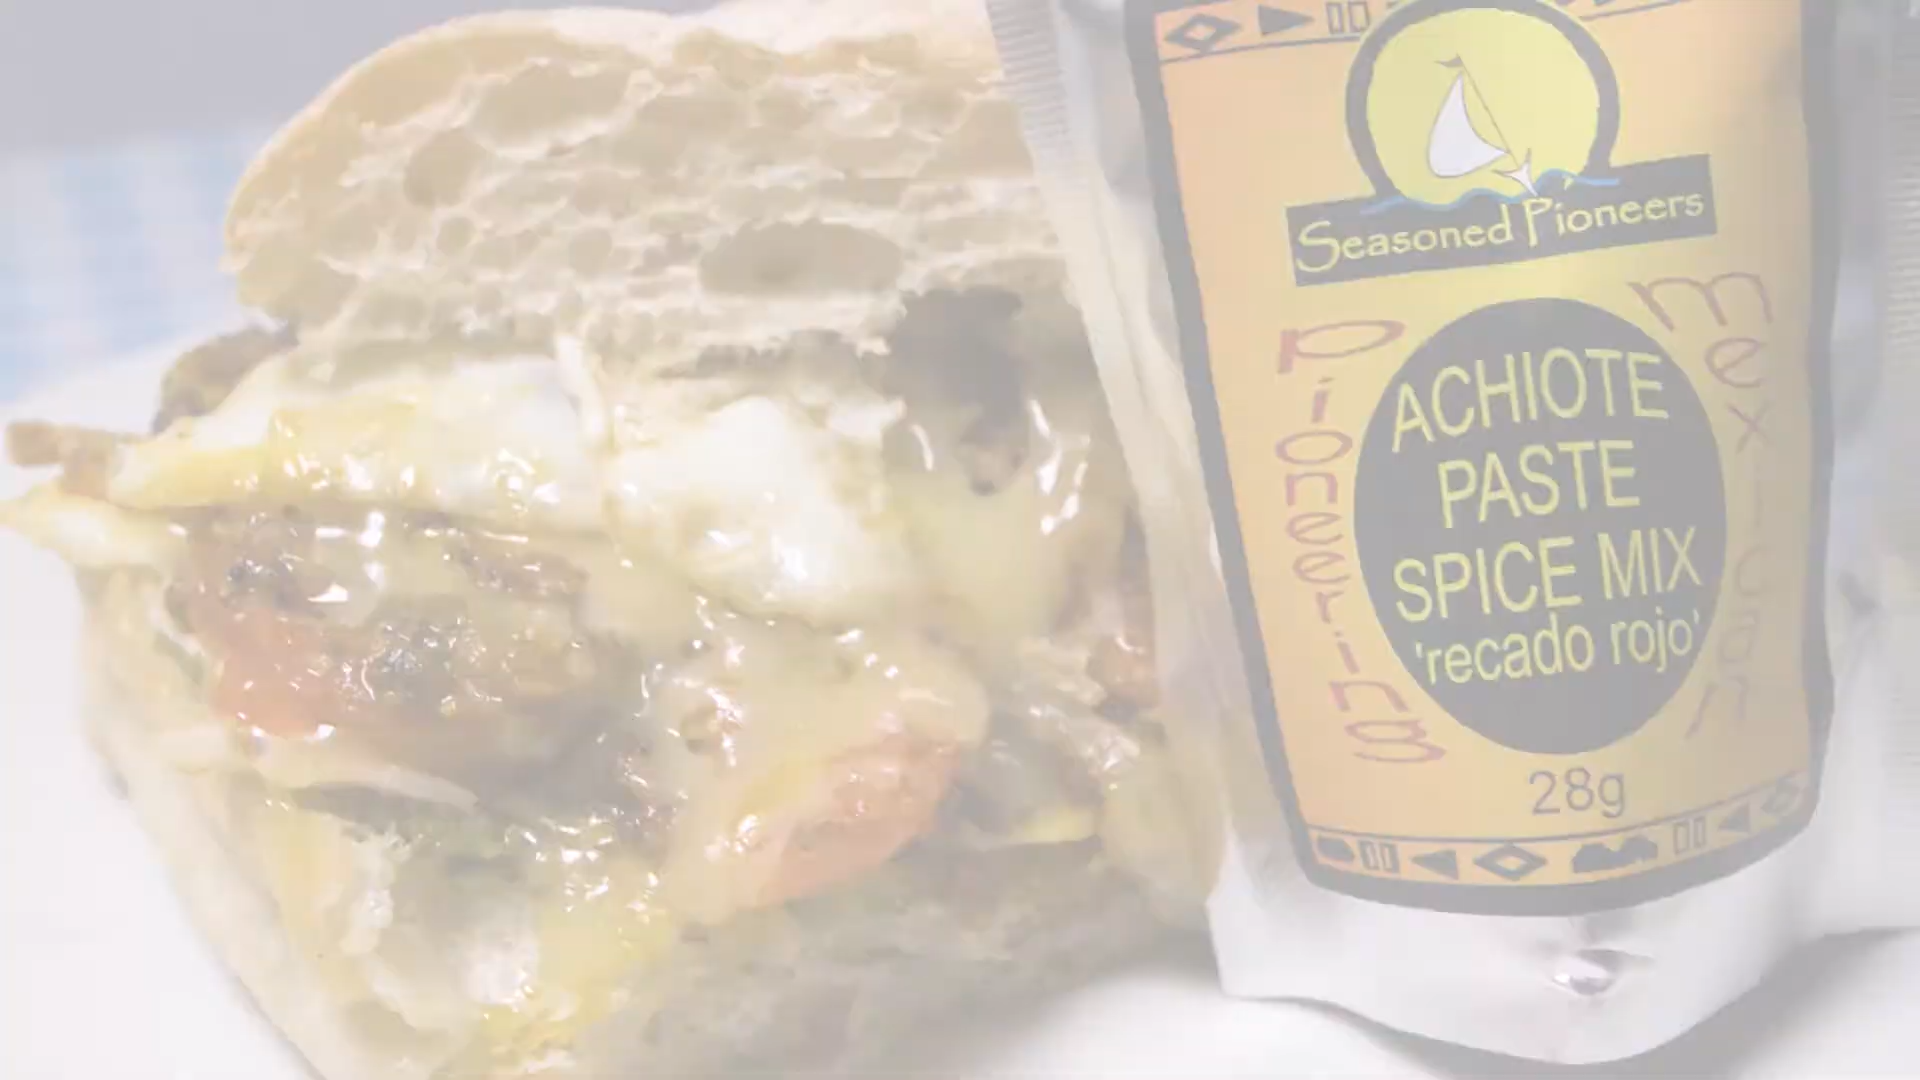 Seasoned Pioneers
pioneering
mexican
ACHIOTE
PASTE
SPICE MIX
'recado rojo'
28g